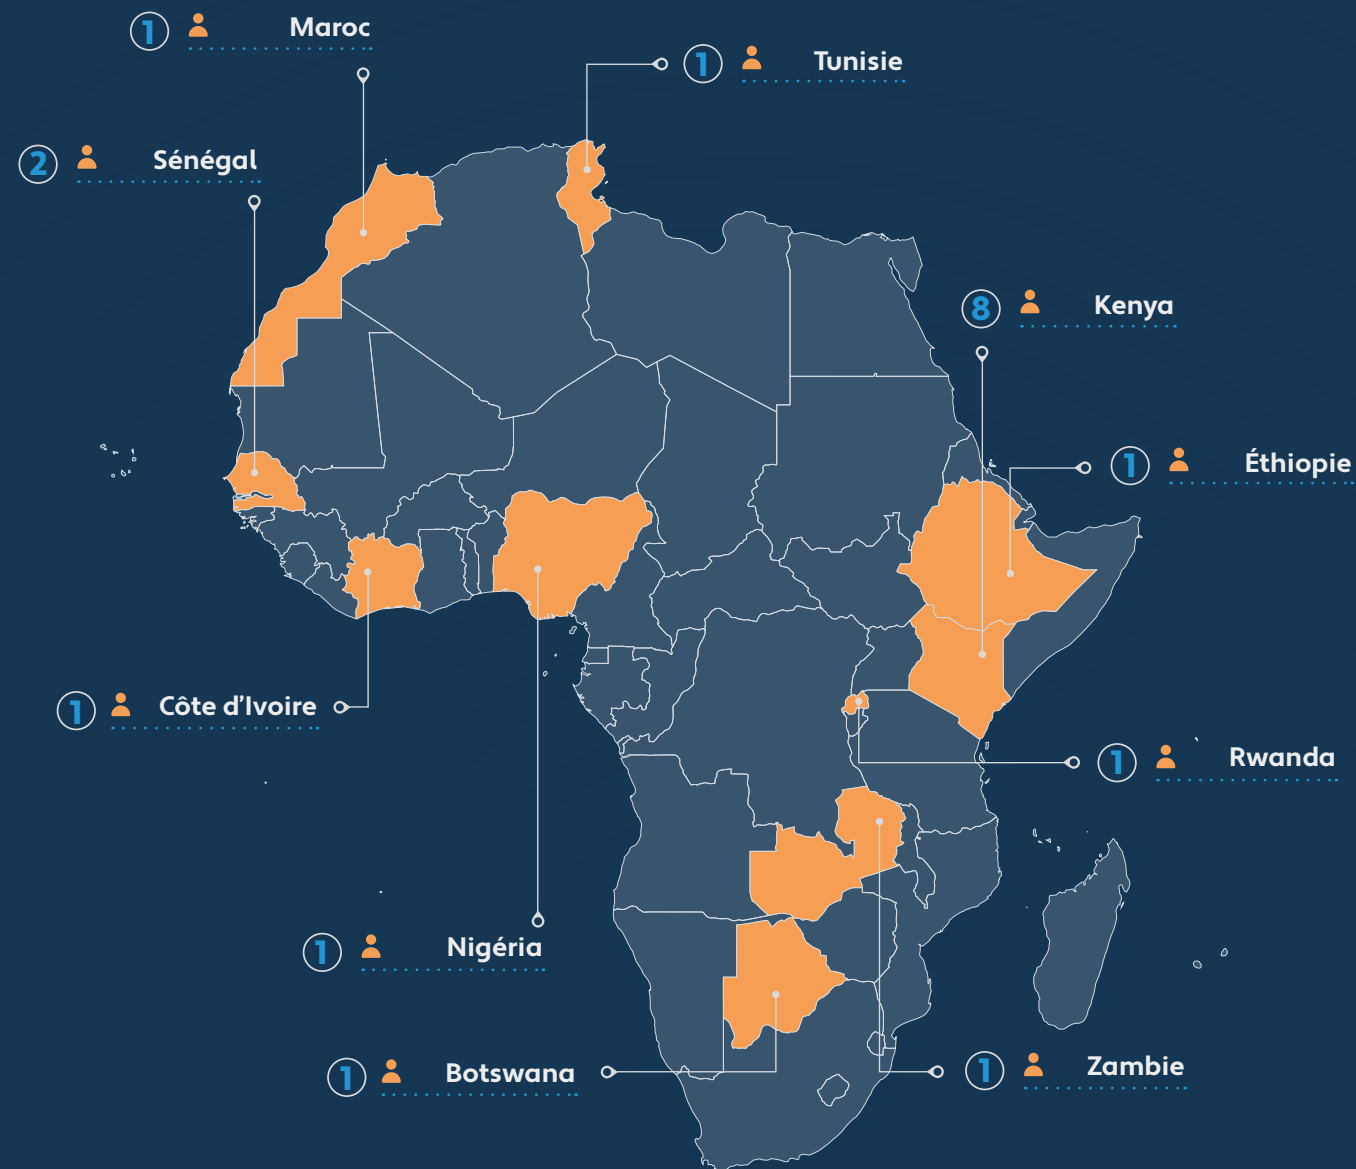 1 Maroc
1 Tunisie
2 Sénégal
8 Kenya
1 Éthiopie
1 Côte d'Ivoire
1 Rwanda
1 Nigéria
1 Botswana
1 Zambie